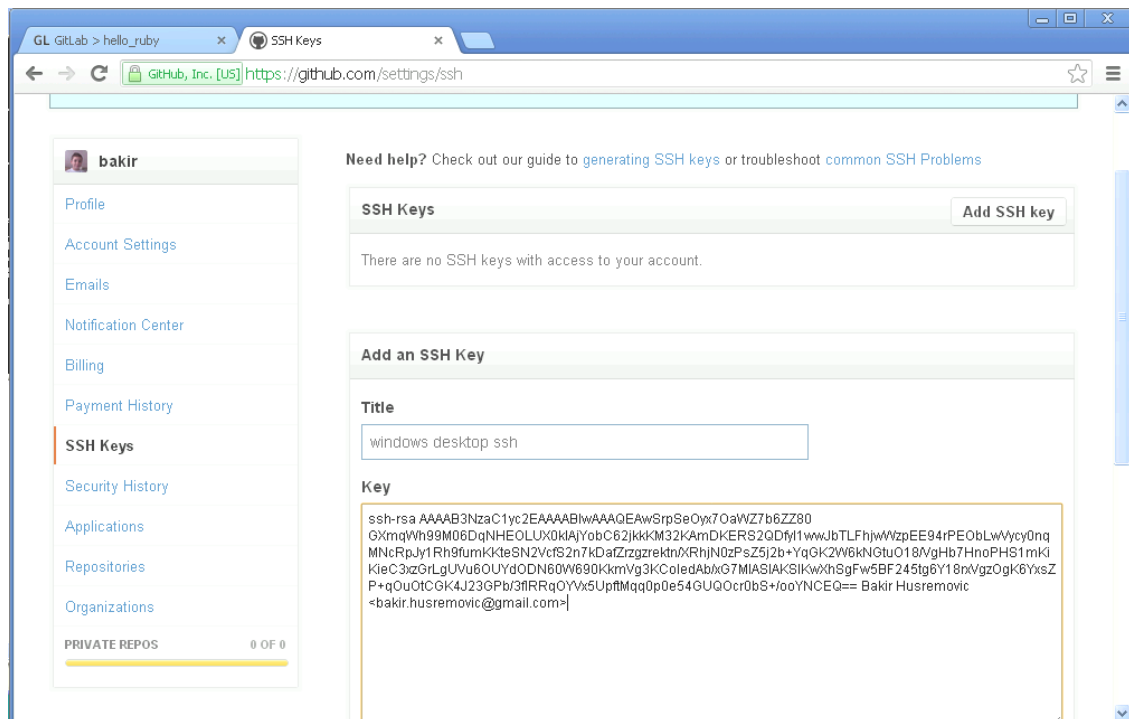 GL GitLab > hello_ruby
SSH Keys
GitHub, Inc. [US] https://github.com/settings/ssh
bakir
Profile
Account Settings
Emails
Notification Center
Billing
Payment History
SSH Keys
Security History
Applications
Repositories
Organizations
PRIVATE REPOS 0 OF 0
Need help? Check out our guide to generating SSH keys or troubleshoot common SSH Problems
SSH Keys
Add SSH key
There are no SSH keys with access to your account.
Add an SSH Key
Title
windows desktop ssh
Key
ssh-rsa
Bakir Husremovic
<bakir.husremovic@gmail.com>